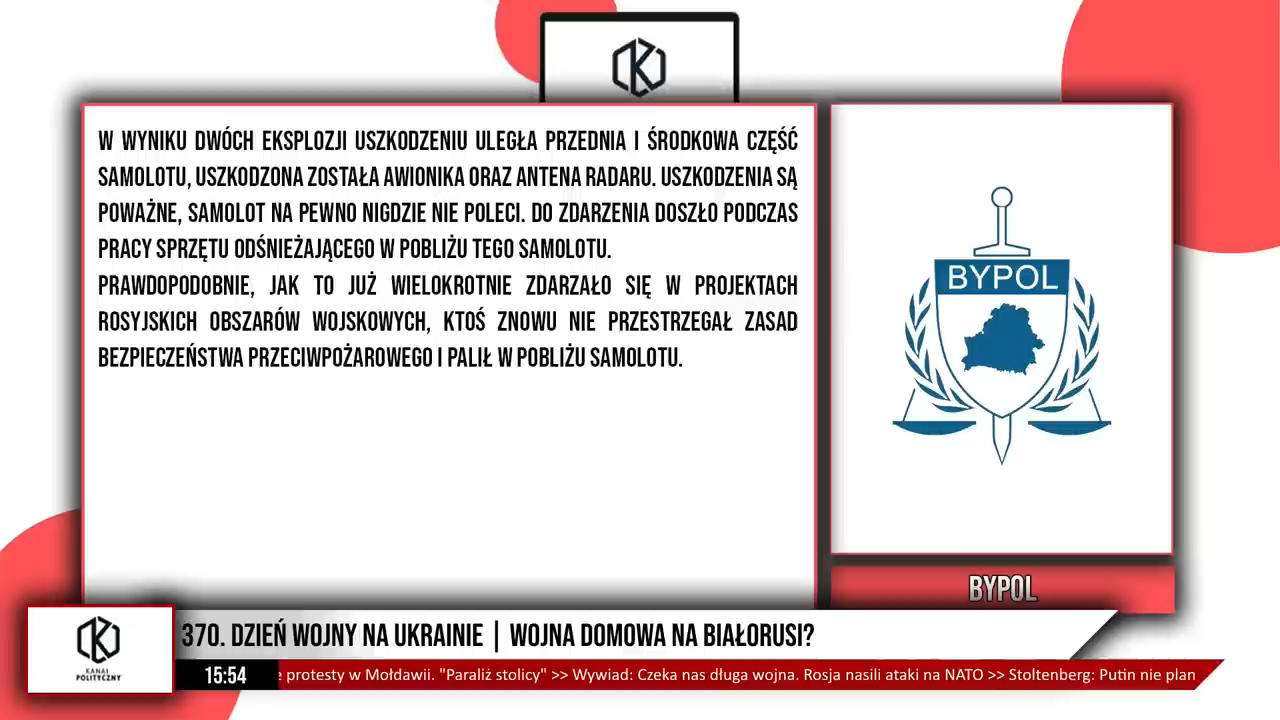 W WYNIKU DWÓCH EKSPLOZJI USZKODZENIU ULEGŁA PRZEDNIA I ŚRODKOWA CZĘŚĆ
SAMOLOTU, USZKODZONA ZOSTAŁA AWIONIKA ORAZ ANTENA RADARU. USZKODZENIA SĄ
POWAŻNE, SAMOLOT NA PEWNO NIGDZIE NIE POLECI. DO ZDARZENIA DOSZŁO PODCZAS
PRACY SPRZĘTU ODŚNIEŻAJĄCEGO W POBLIŻU TEGO SAMOLOTU.
PRAWDOPODOBNIE, JAK TO JUŻ WIELOKROTNIE ZDARZAŁO SIĘ W PROJEKTACH
ROSYJSKICH OBSZARÓW WOJSKOWYCH, KTOŚ ZNOWU NIE PRZESTRZEGAŁ ZASAD
BEZPIECZEŃSTWA PRZECIWPOŻAROWEGO I PALIŁ W POBLIŻU SAMOLOTU.
BYPOL
BYPOL
370. DZIEŃ WOJNY NA UKRAINIE | WOJNA DOMOWA NA BIAŁORUSI?
KANAŁ
POLITYCZNY
15:54
e protesty w Mołdawii. "Paraliż stolicy" >> Wywiad: Czeka nas długa wojna. Rosja nasili ataki na NATO >> Stoltenberg: Putin nie plan